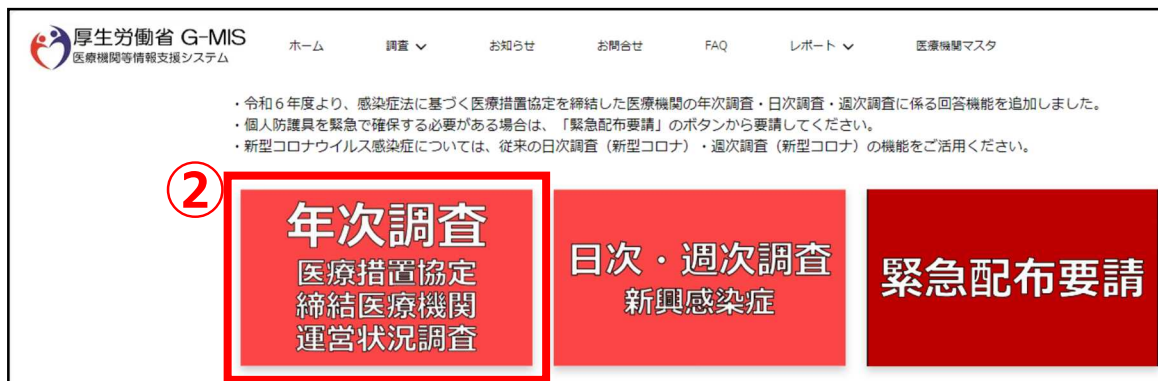 厚生労働省 G-MIS
医療機関等情報支援システム
ホーム 調査 お知らせ お問合せ FAQ レポート 医療機関マスタ
・令和６年度より、感染症法に基づく医療措置協定を締結した医療機関の年次調査・日次調査・週次調査に係る回答機能を追加しました。
・個人防護具を緊急で確保する必要がある場合は、「緊急配布要請」のボタンから要請してください。
・新型コロナウイルス感染症については、従来の日次調査（新型コロナ）・週次調査（新型コロナ）の機能をご活用ください。
②
年次調査
医療措置協定
締結医療機関
運営状況調査
日次・週次調査
新興感染症
緊急配布要請